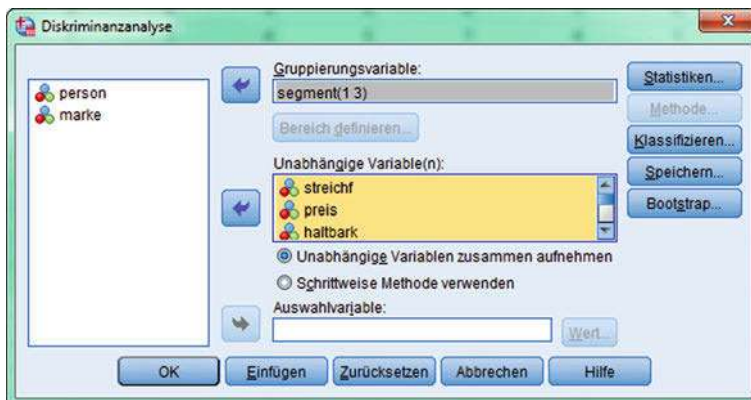 Diskriminanzanalyse
person
marke
Gruppierungsvariable:
segment(1 3)
Bereich definieren...
Unabhängige Variable(n):
streichf
preis
haltbark
Unabhängige Variablen zusammen aufnehmen
Schrittweise Methode verwenden
Auswahlvariable:
Wert...
Statistiken...
Methode...
Klassifizieren...
Speichern...
Bootstrap...
OK
Einfügen
Zurücksetzen
Abbrechen
Hilfe